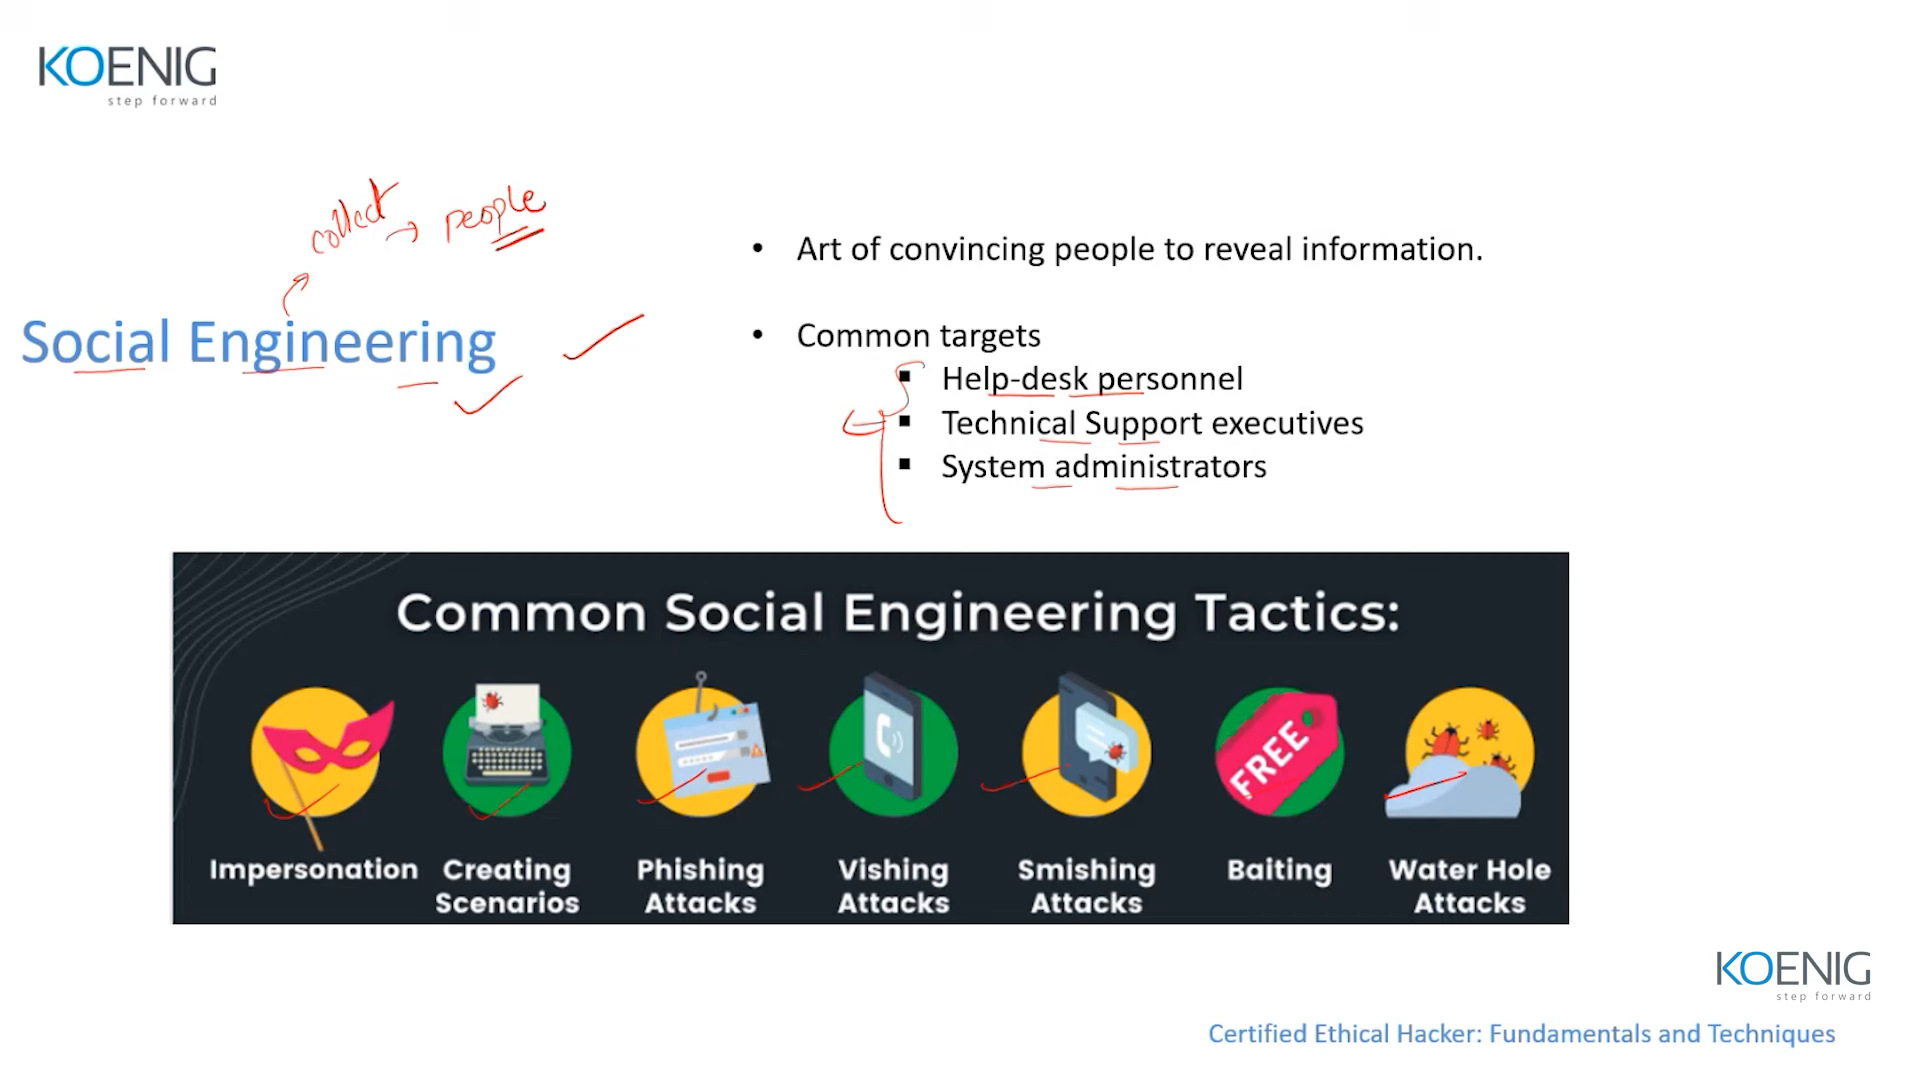 KOENIG
step forward
collect → people
Social Engineering
• Art of convincing people to reveal information.
• Common targets
▪ Help-desk personnel
▪ Technical Support executives
▪ System administrators
Common Social Engineering Tactics:
FREE
Impersonation
Creating Scenarios
Phishing Attacks
Vishing Attacks
Smishing Attacks
Baiting
Water Hole Attacks
KOENIG
step forward
Certified Ethical Hacker: Fundamentals and Techniques